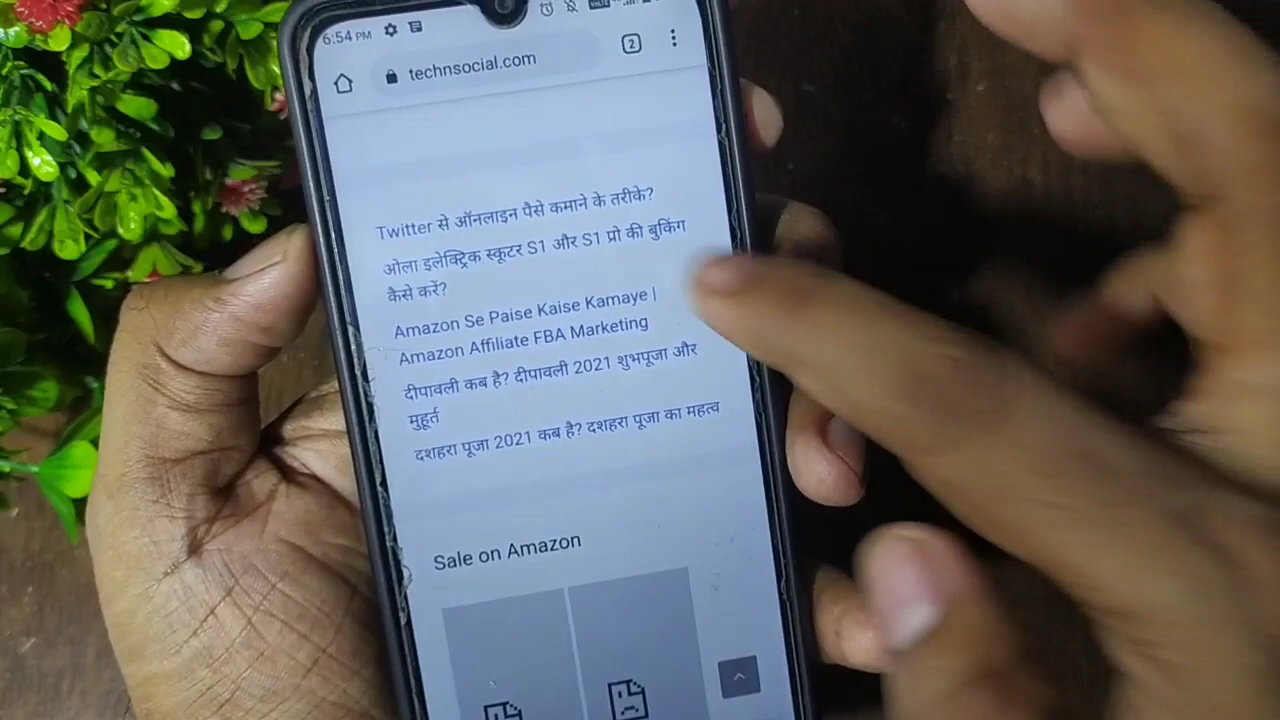 6:54 PM
technsocial.com
2
Twitter से ऑनलाइन पैसे कमाने के तरीके?
ओला इलेक्ट्रिक स्कूटर S1 और S1 प्रो की बुकिंग
कैसे करें?
Amazon Se Paise Kaise Kamaye |
Amazon Affiliate FBA Marketing
दीपावली कब है? दीपावली 2021 शुभपूजा और
मुहूर्त
दशहरा पूजा 2021 कब है? दशहरा पूजा का महत्व
Sale on Amazon